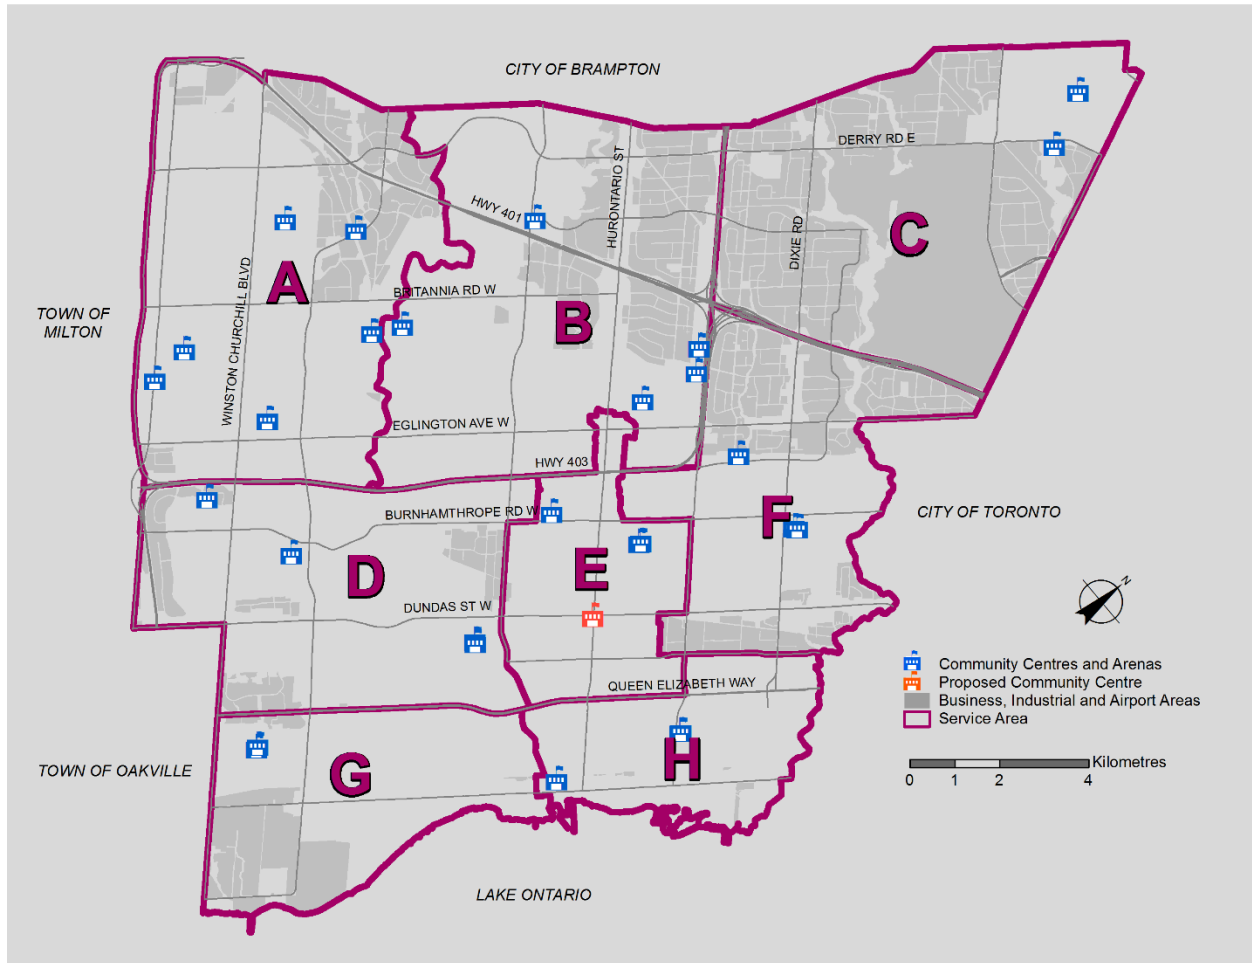 CITY OF BRAMPTON
DERRY RD E
HWY 401
HURONTARIO ST
DIXIE RD
C
WINSTON CHURCHILL BLVD
A
BRITANNIA RD W
B
TOWN OF
MILTON
EGLINGTON AVE W
HWY 403
BURNHAMTHROPE RD W
F
CITY OF TORONTO
D
E
DUNDAS ST W
N
Community Centres and Arenas
Proposed Community Centre
Business, Industrial and Airport Areas
Service Area
QUEEN ELIZABETH WAY
TOWN OF OAKVILLE
G
H
Kilometres
0 1 2 4
LAKE ONTARIO